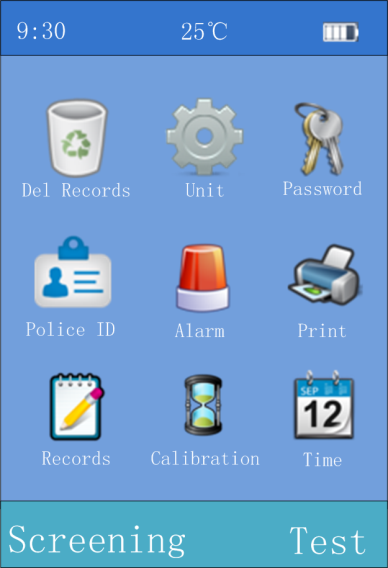 9:30 25℃
Del Records Unit Password
Police ID Alarm Print
SEP
12
Records Calibration Time
Screening Test